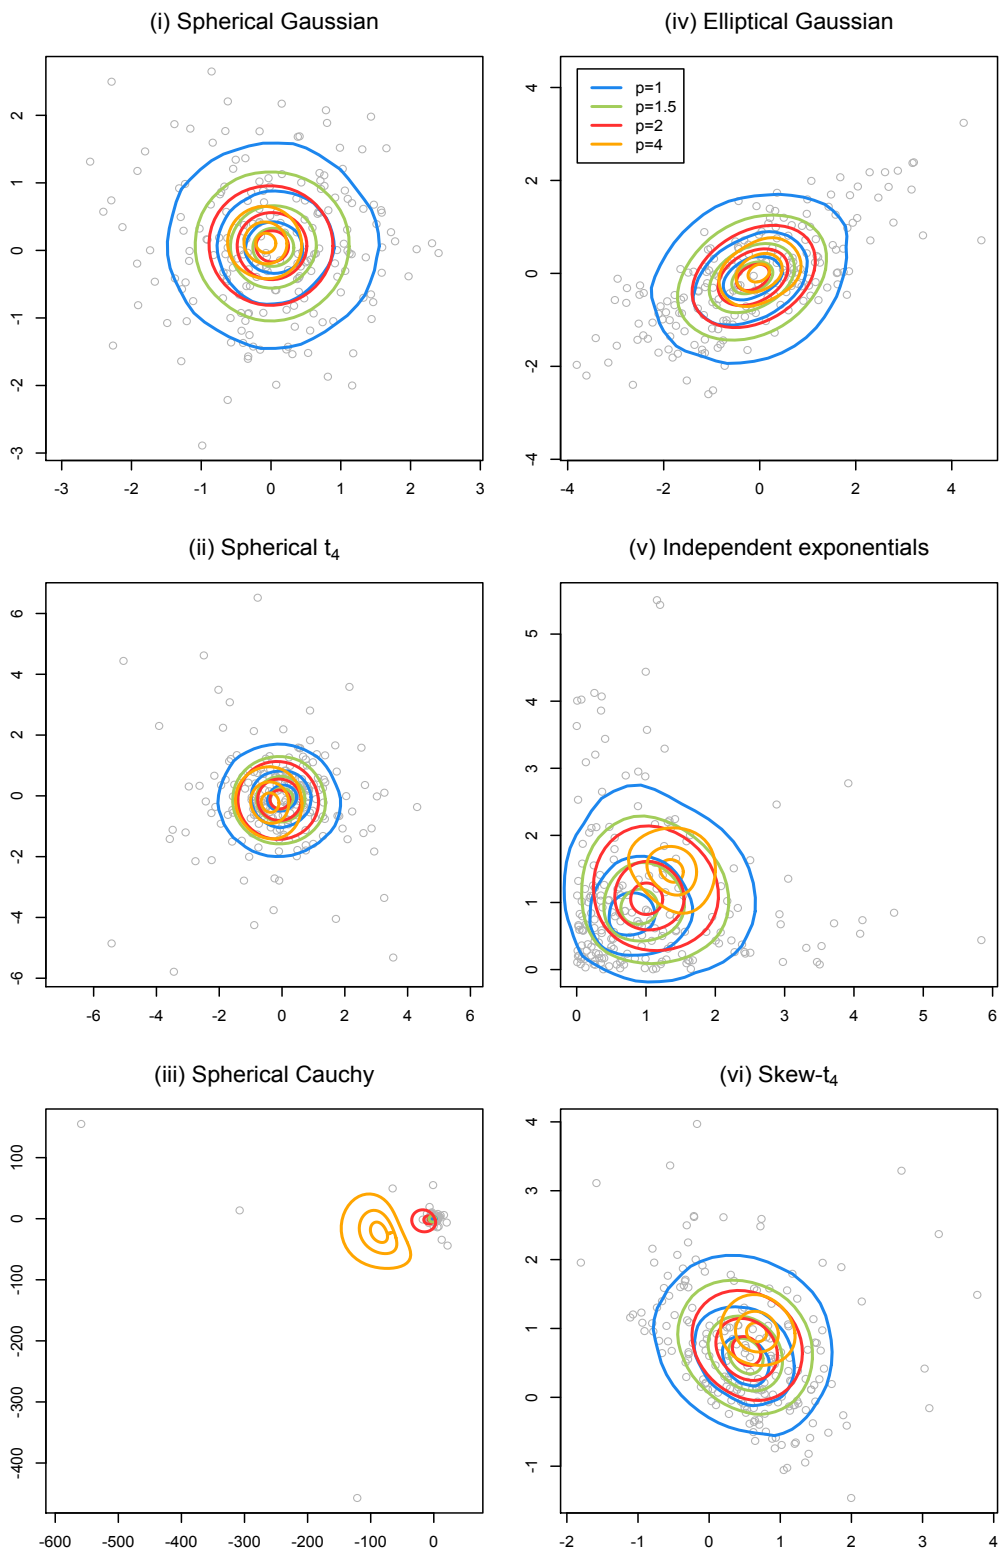 (i) Spherical Gaussian
2
1
0
-1
-2
-3
-3 -2 -1 0 1 2 3
(iv) Elliptical Gaussian
p=1
p=1.5
p=2
p=4
4
2
0
-2
-4
-4 -2 0 2 4
(ii) Spherical t4
6
4
2
0
-2
-4
-6
-6 -4 -2 0 2 4 6
(v) Independent exponentials
5
4
3
2
1
0
0 1 2 3 4 5 6
(iii) Spherical Cauchy
100
0
-100
-200
-300
-400
-600 -500 -400 -300 -200 -100 0
(vi) Skew-t4
4
3
2
1
0
-1
-2 -1 0 1 2 3 4